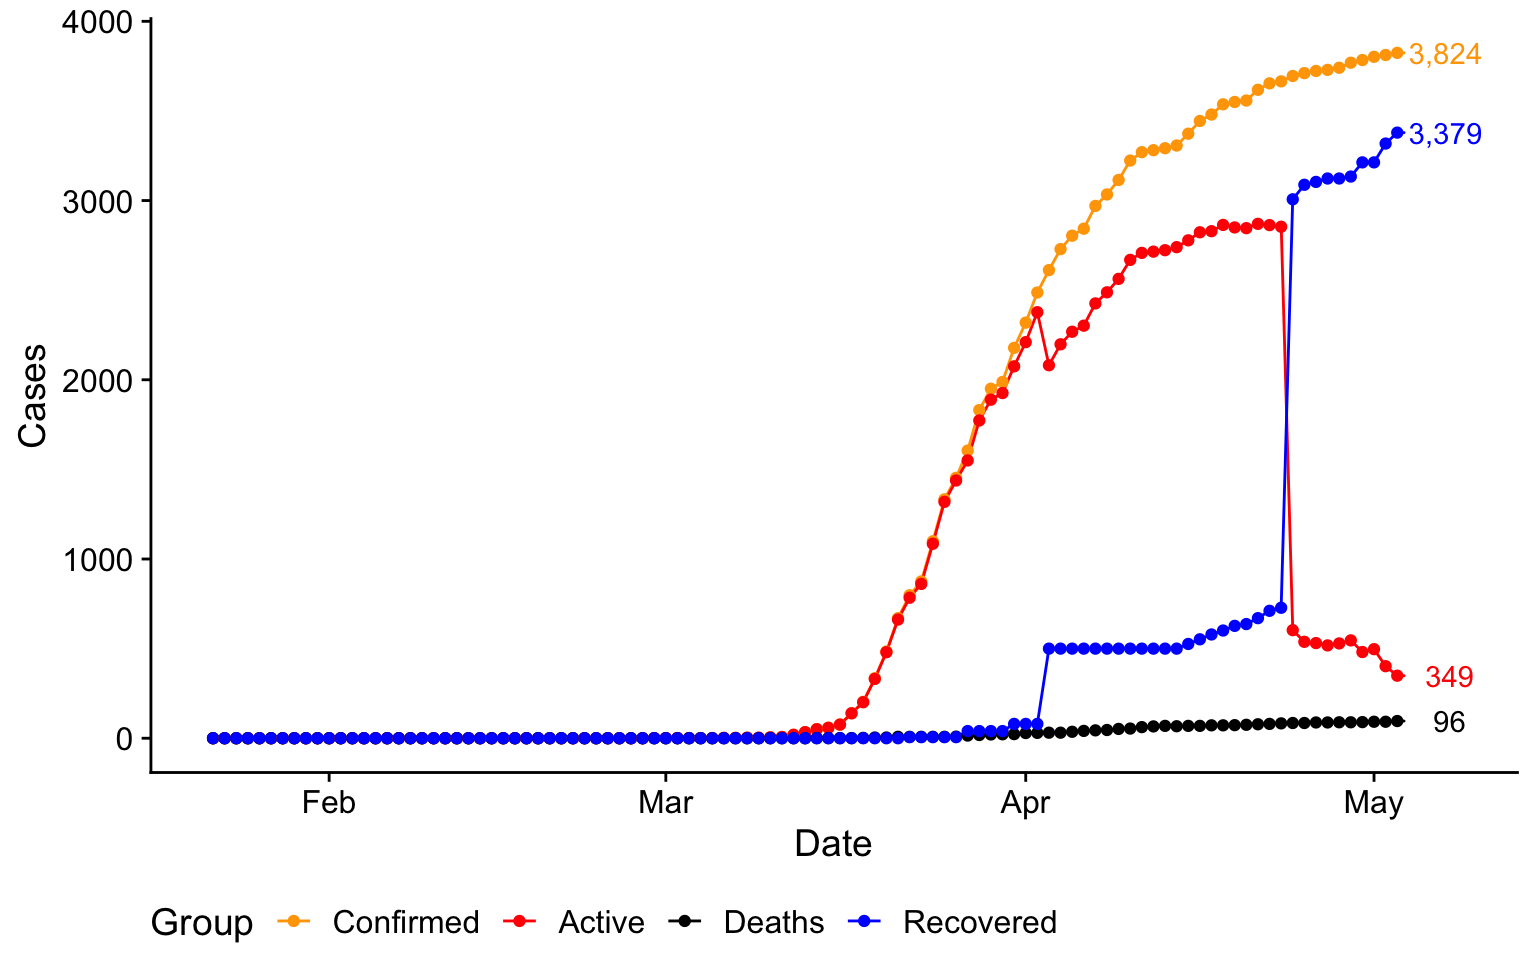 4000
3,824
3,379
3000
Cases
2000
1000
349
96
0
Feb Mar Apr May
Date
Group Confirmed Active Deaths Recovered